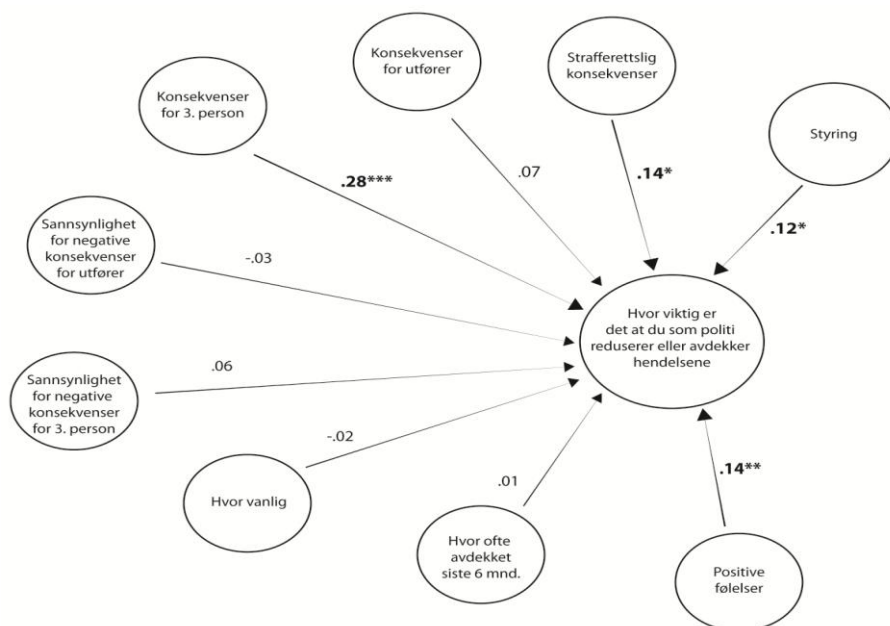 Konsekvenser
for utfører
Strafferettslig
konsekvenser
Konsekvenser
for 3. person
Styring
.28***
.07
.14*
.12*
Sannsynlighet
for negative
konsekvenser
for utfører
-.03
Hvor viktig er
det at du som politi
reduserer eller avdekker
hendelsene
Sannsynlighet
for negative
konsekvenser
for 3. person
.06
-.02
.01
.14**
Hvor vanlig
Hvor ofte
avdekket
siste 6 mnd.
Positive
følelser